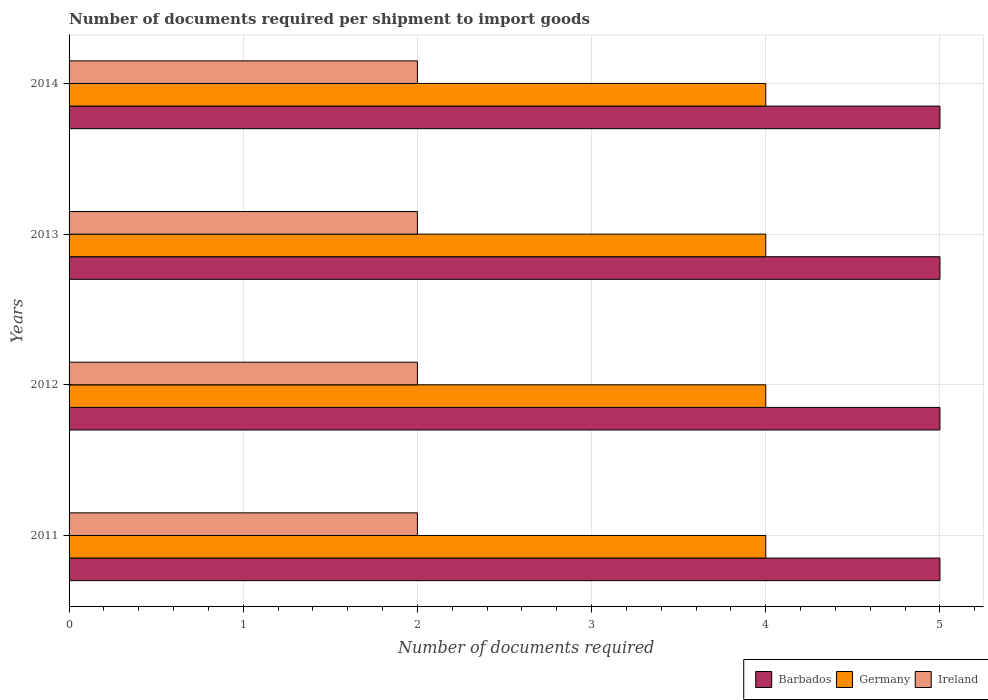 Number of documents required per shipment to import goods
2014
2013
2012
2011
Years
0 1 2 3 4 5
Number of documents required
Barbados Germany Ireland